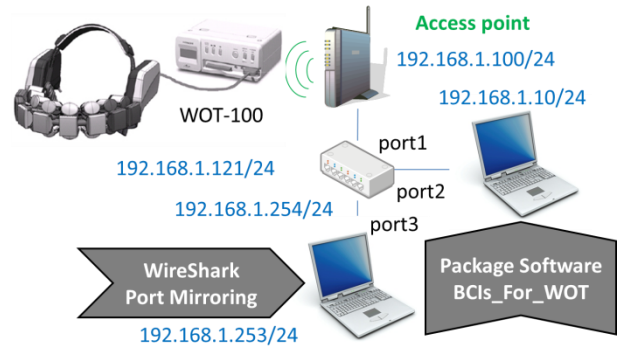 Access point
192.168.1.100/24
192.168.1.10/24
WOT-100
port1
192.168.1.121/24
port2
192.168.1.254/24
port3
WireShark
Port Mirroring
Package Software
BCIs_For_WOT
192.168.1.253/24